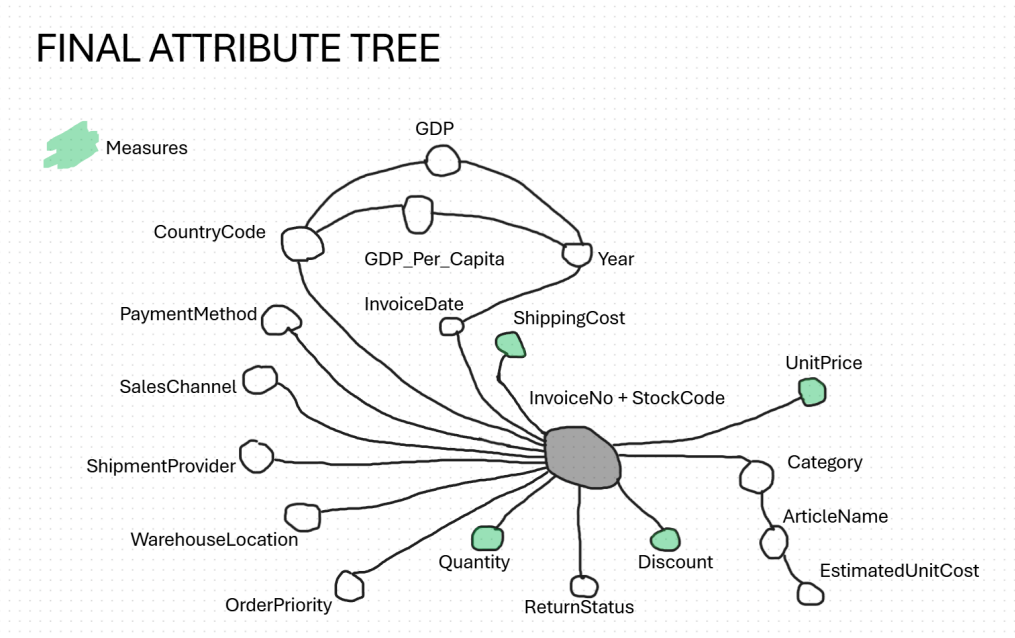 FINAL ATTRIBUTE TREE
Measures
GDP
CountryCode
GDP_Per_Capita
Year
InvoiceDate
PaymentMethod
ShippingCost
UnitPrice
SalesChannel
InvoiceNo + StockCode
ShipmentProvider
Category
ArticleName
WarehouseLocation
Quantity
Discount
EstimatedUnitCost
OrderPriority
ReturnStatus